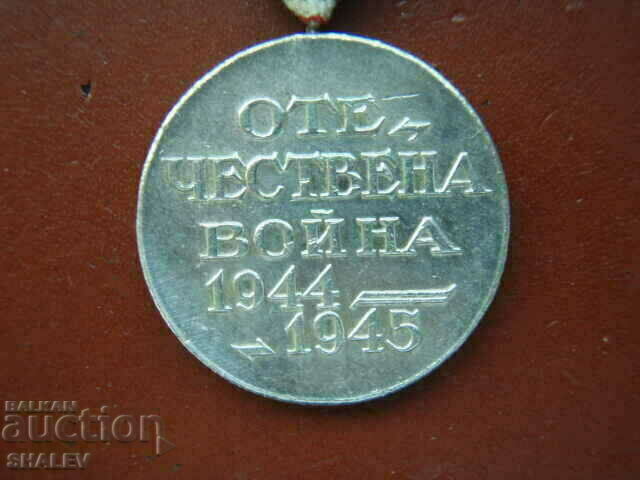 ОТЕ
ЧЕСТВЕНА
ВОЙНА
1944
1945
BALKAN
auction
SHALEV